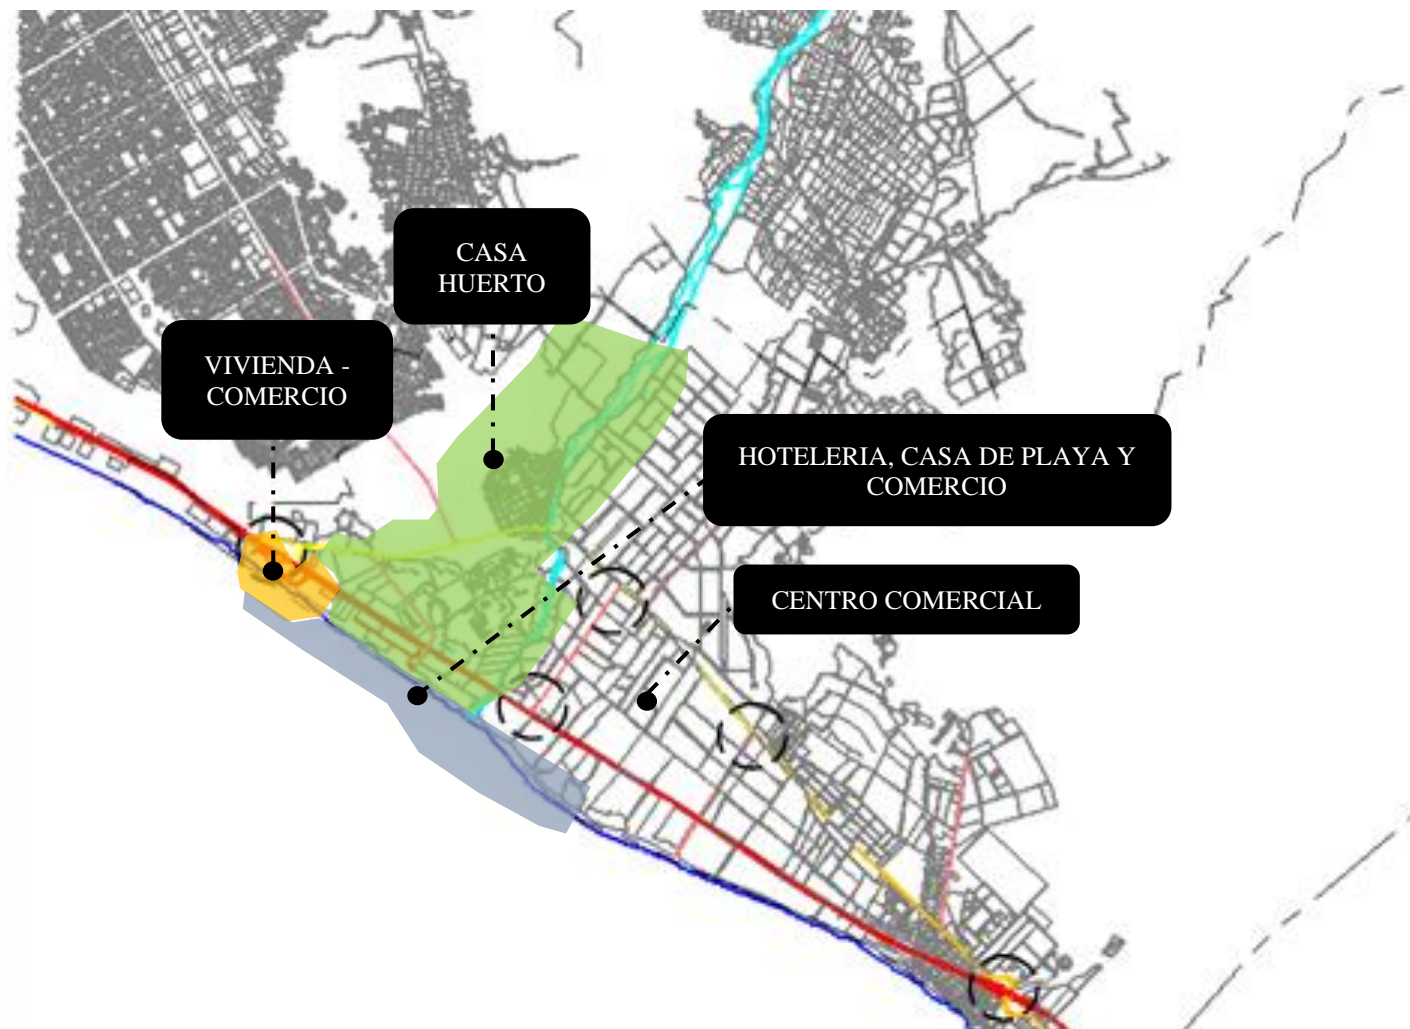 CASA
HUERTO
VIVIENDA -
COMERCIO
HOTELERIA, CASA DE PLAYA Y
COMERCIO
CENTRO COMERCIAL